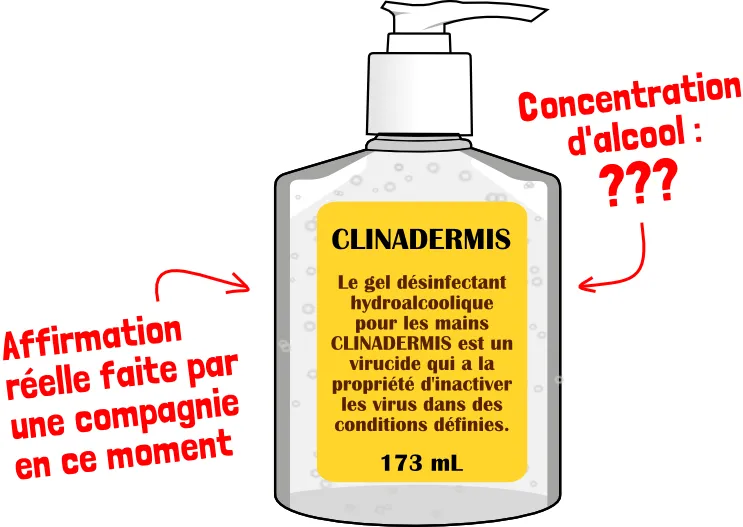 Concentration
d'alcool :
???
CLINADERMIS
Le gel désinfectant
hydroalcoolique
pour les mains
CLINADERMIS est un
virucide qui a la
propriété d'inactiver
les virus dans des
conditions définies.
173 mL
Affirmation
réelle faite par
une compagnie
en ce moment